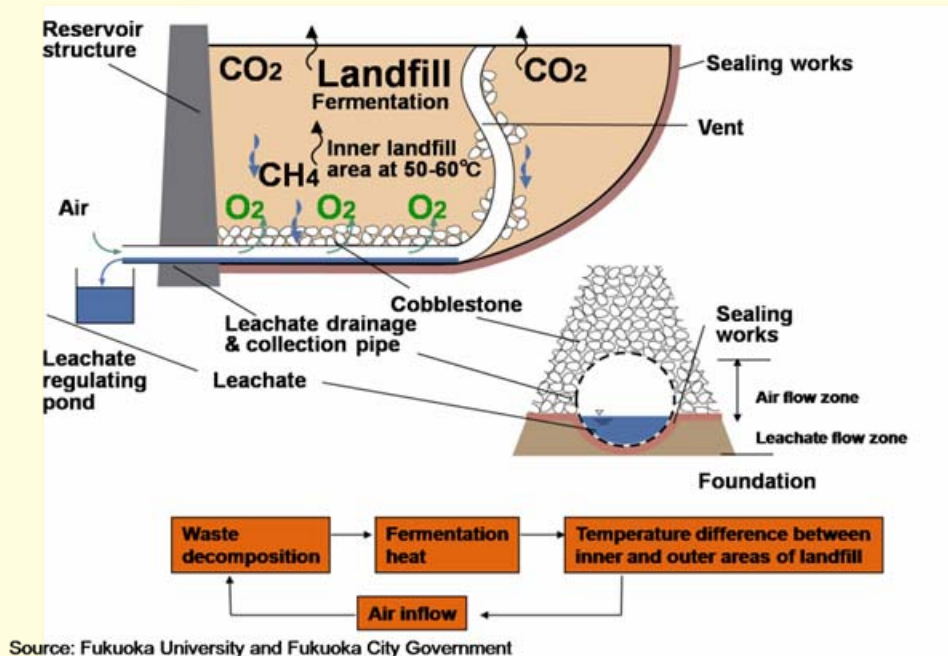 Reservoir
structure
CO2
Landfill
Fermentation
CO2
Sealing works
Vent
Inner landfill
area at 50-60°C
CH4
O2
O2
O2
Air
Cobblestone
Leachate drainage
& collection pipe
Sealing
works
Leachate
regulating
pond
Leachate
Air flow zone
Leachate flow zone
Foundation
Waste
decomposition
Fermentation
heat
Temperature difference between
inner and outer areas of landfill
Air inflow
Source: Fukuoka University and Fukuoka City Government